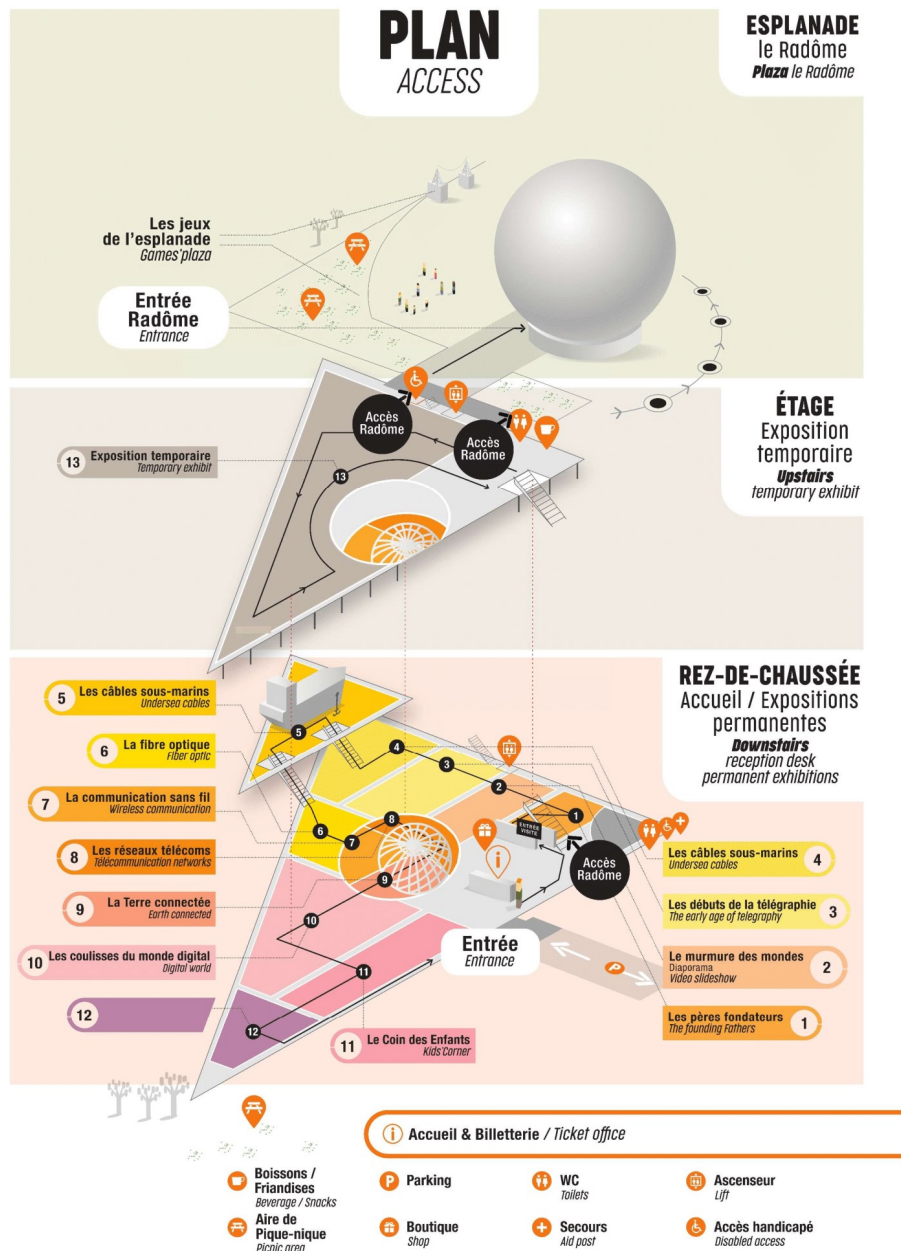 PLAN
ACCESS
ESPLANADE
le Radôme
Plaza le Radôme
Les jeux
de l'esplanade
Games'plaza
Entrée
Radôme
Entrance
Accès
Radôme
Accès
Radôme
ÉTAGE
Exposition
temporaire
Upstairs
temporary exhibit
13 Exposition temporaire
Temporary exhibit
13
REZ-DE-CHAUSSÉE
Accueil / Expositions
permanentes
Downstairs
reception desk
permanent exhibitions
5 Les câbles sous-marins
Undersea cables
6 La fibre optique
Fiber optic
7 La communication sans fil
Wireless communication
8 Les réseaux télécoms
Télécommunication networks
9 La Terre connectée
Earth connected
10 Les coulisses du monde digital
Digital world
12
11 Le Coin des Enfants
Kids'Corner
5
4
3
2
1
6
7
8
9
10
11
12
ENTRÉE
VISITE
i
Accès
Radôme
Entrée
Entrance
P
Les câbles sous-marins 4
Undersea cables
Les débuts de la télégraphie 3
The early age of telegraphy
Le murmure des mondes 2
Diaporama
Video slideshow
Les pères fondateurs 1
The founding Fathers
i Accueil & Billetterie / Ticket office
Boissons /
Friandises
Beverage / Snacks
P Parking
WC
Toilets
Ascenseur
Lift
Aire de
Pique-nique
Picnic area
Boutique
Shop
Secours
Aid post
Accès handicapé
Disabled access